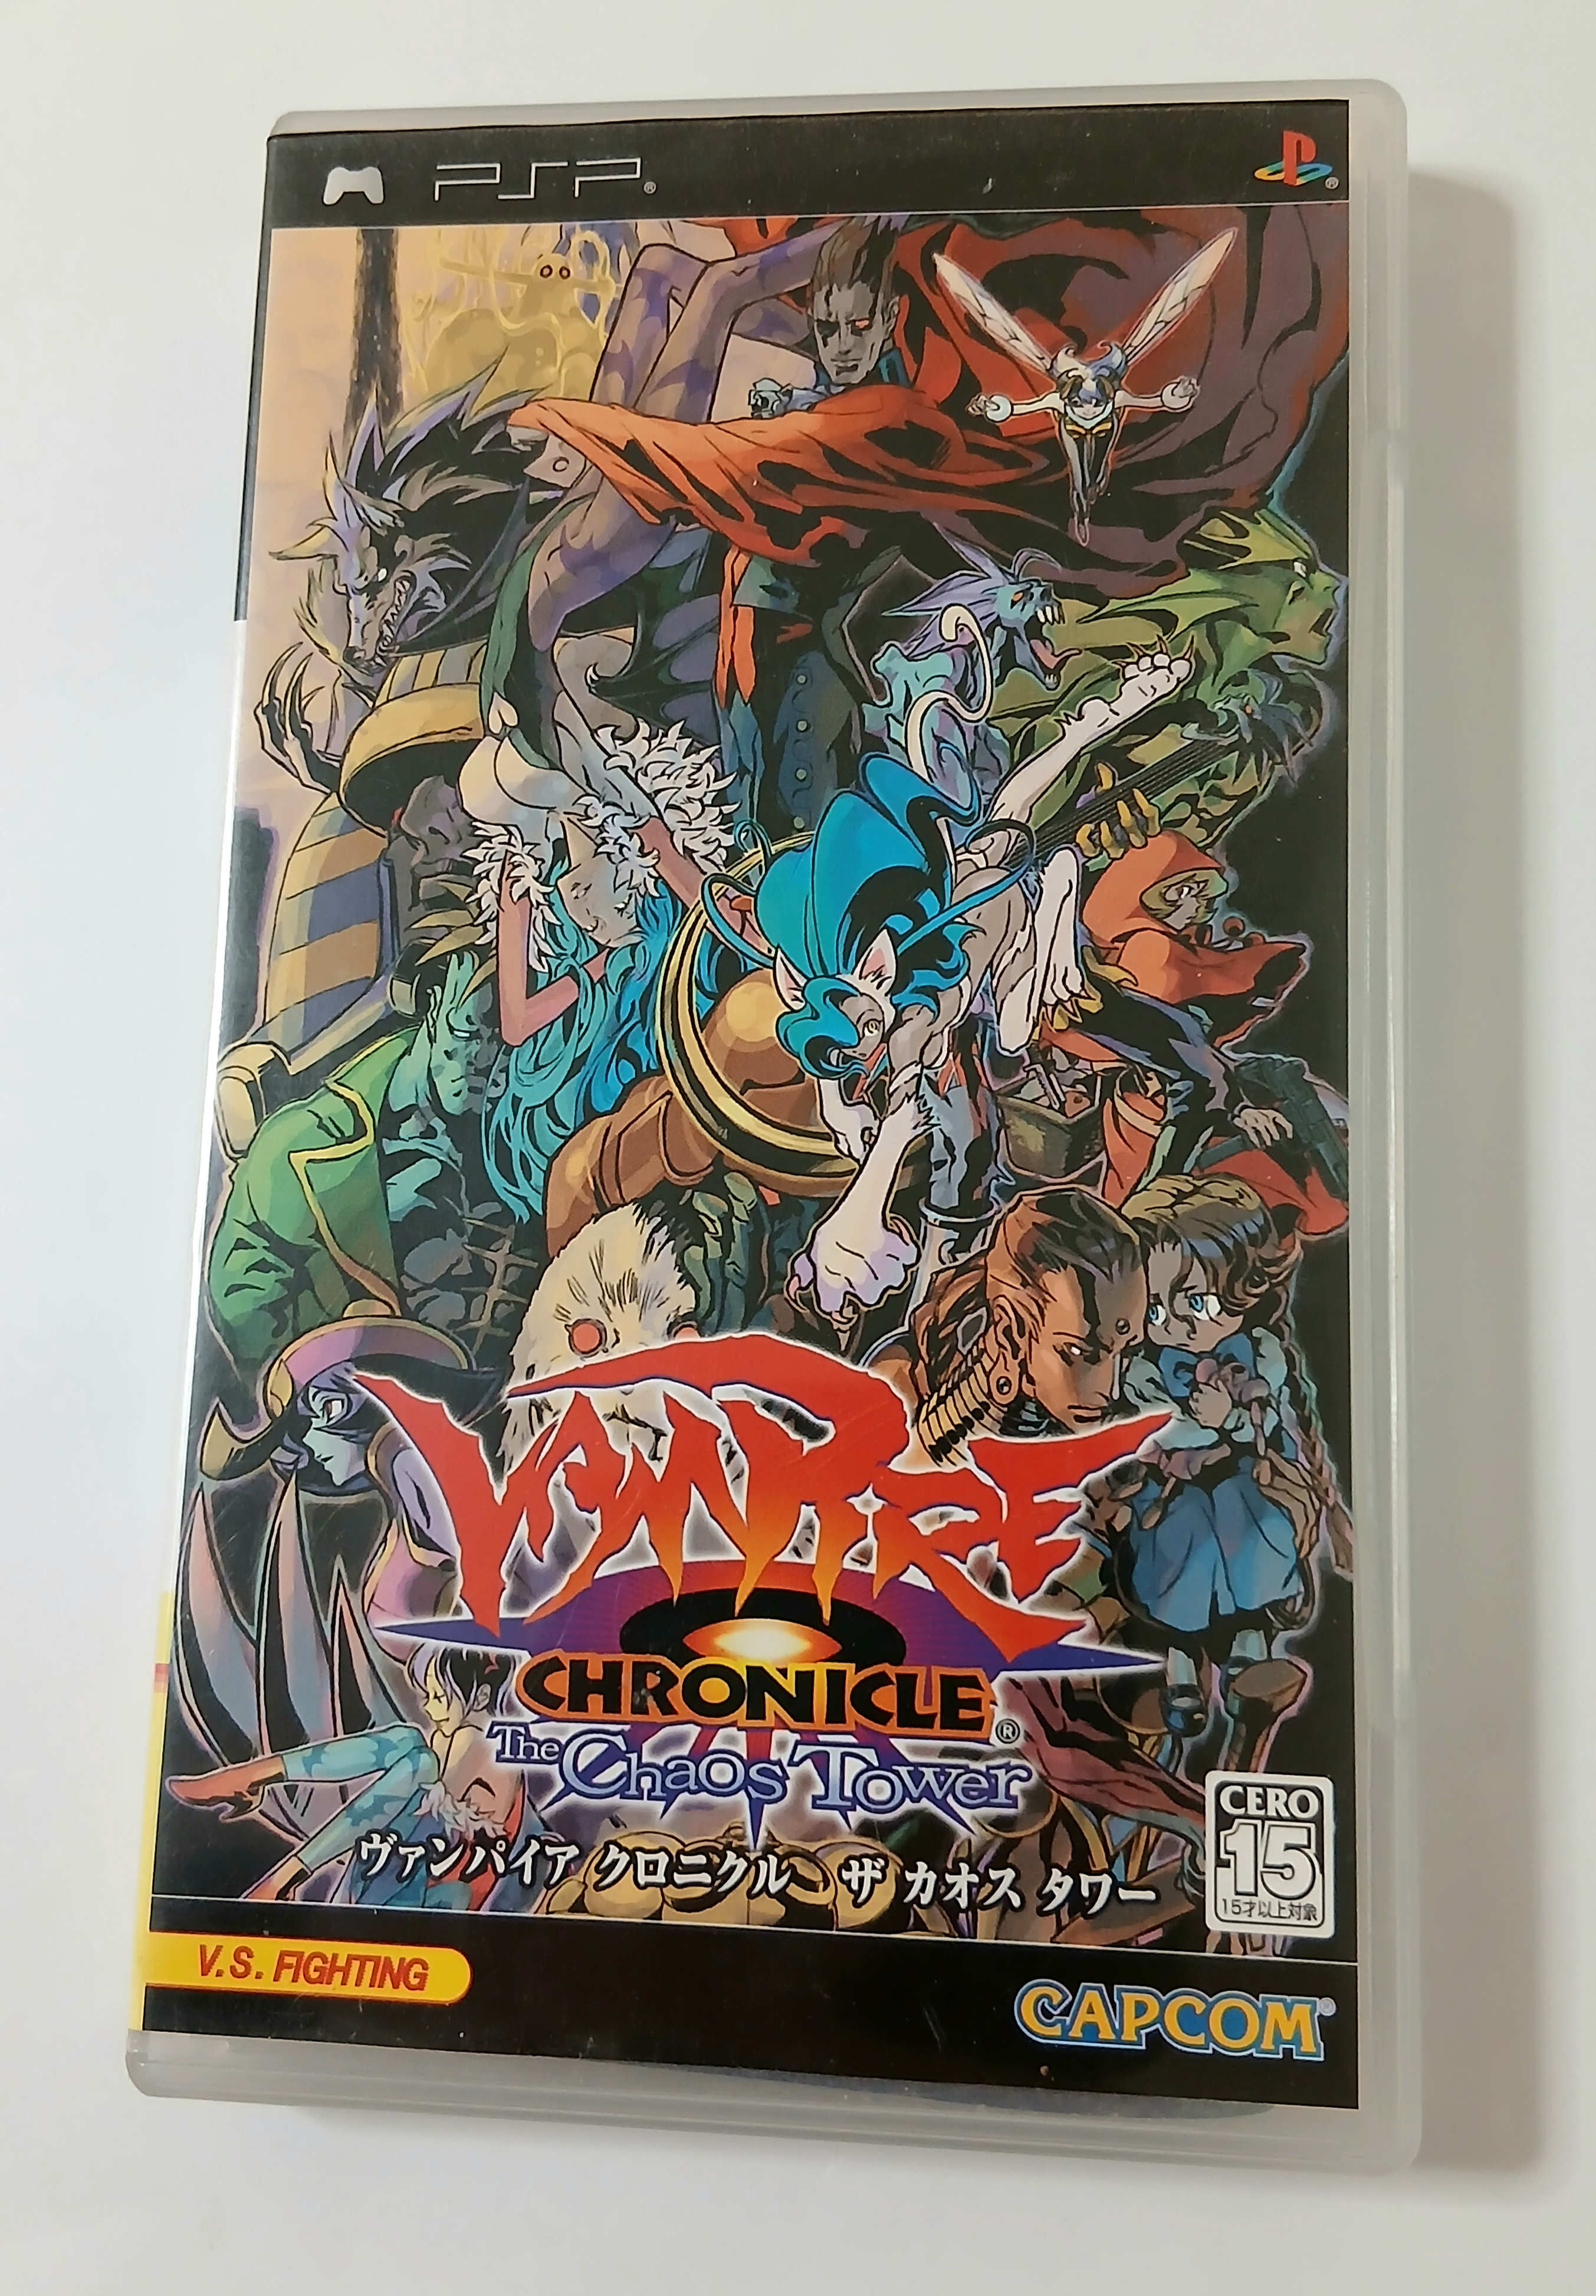 PSP®
VAMPIRE
CHRONICLE®
The Chaos Tower
ヴァンパイア クロニクル ザ カオス タワー
CERO
15
15才以上対象
V.S. FIGHTING
CAPCOM®